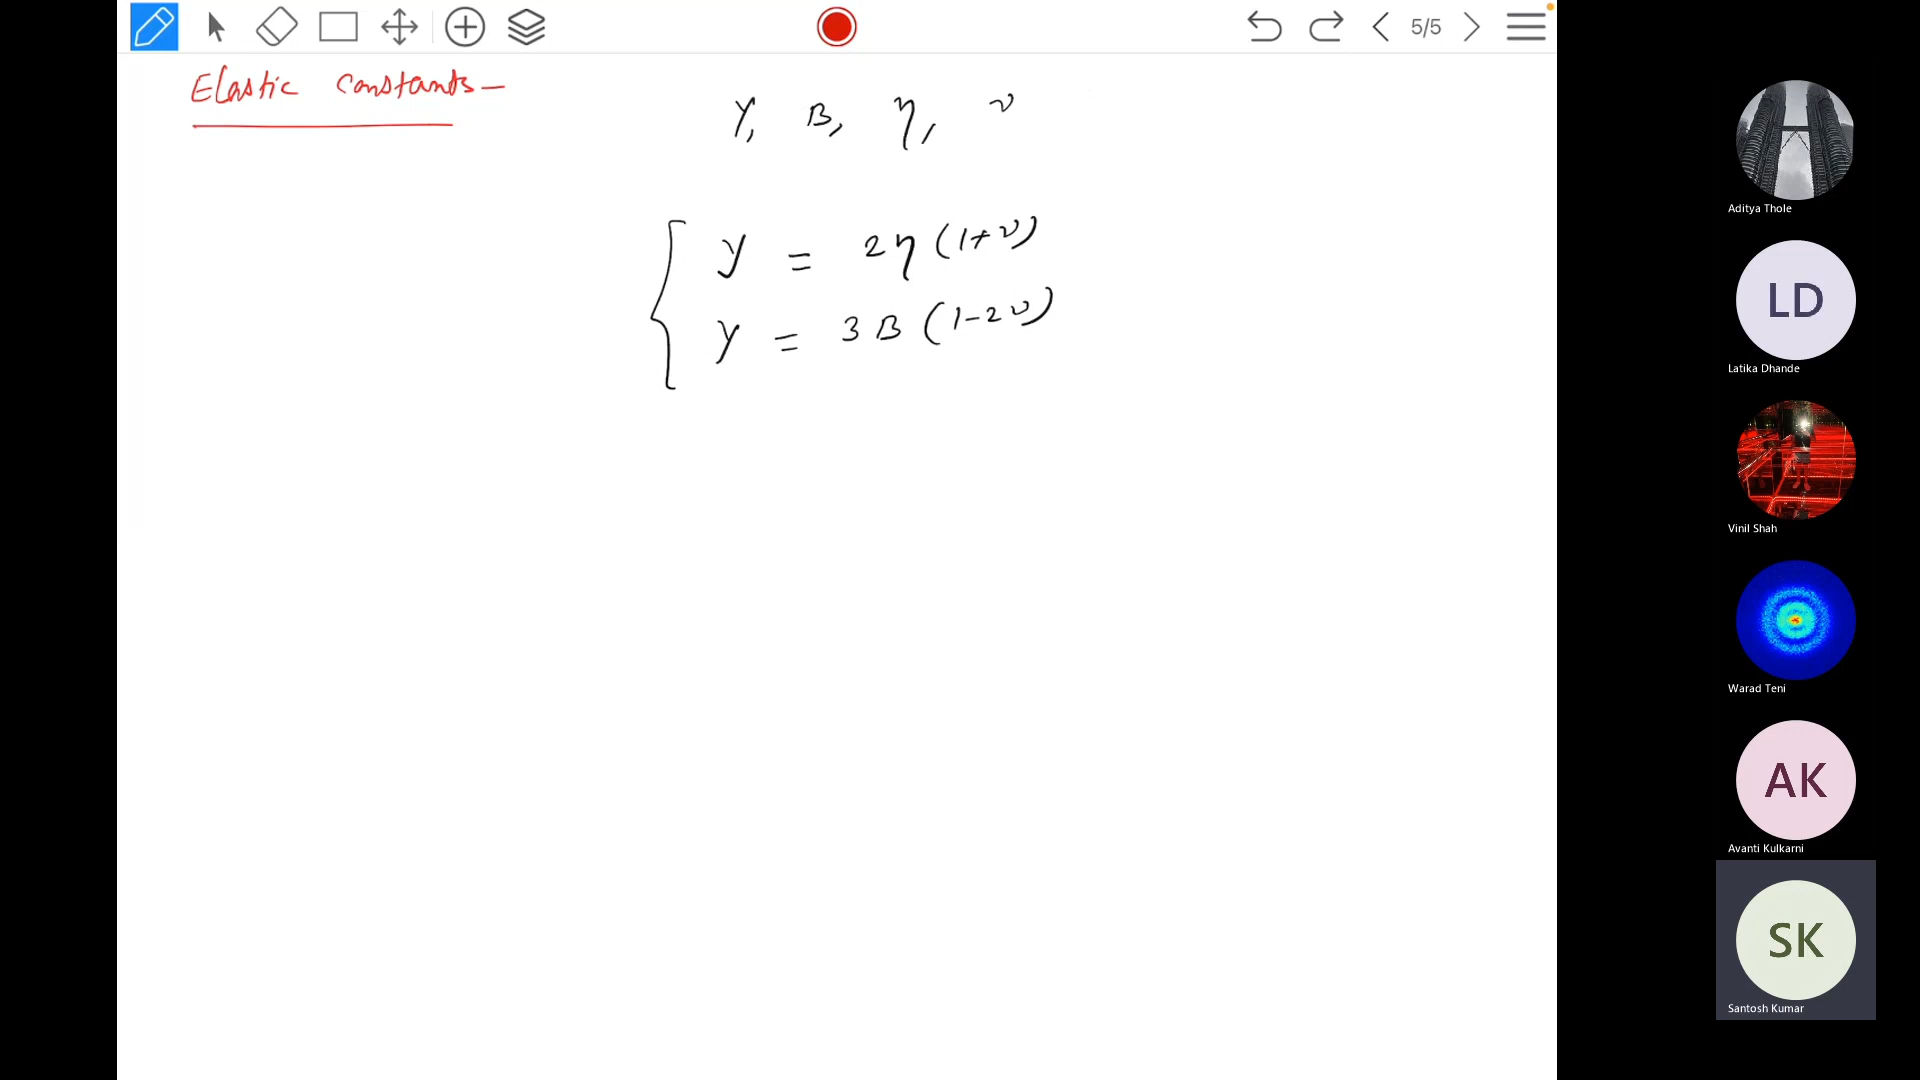 5/5
Elastic constants-
Y, B, η, ν
Y = 2η(1+ν)
Y = 3B(1-2ν)
Aditya Thole
LD
Latika Dhande
Vinil Shah
Warad Teni
AK
Avanti Kulkarni
SK
Santosh Kumar